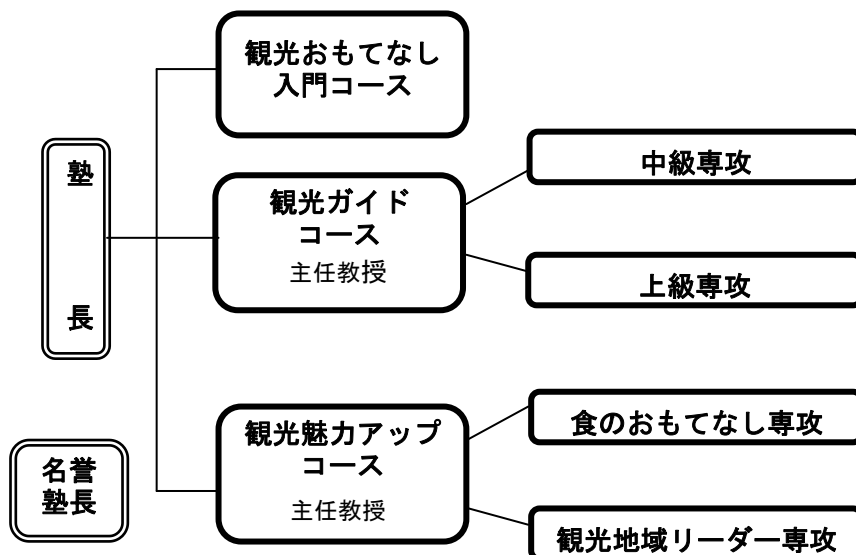 塾
長
名誉
塾長
観光おもてなし
入門コース
観光ガイド
コース
主任教授
中級専攻
上級専攻
観光魅力アップ
コース
主任教授
食のおもてなし専攻
観光地域リーダー専攻